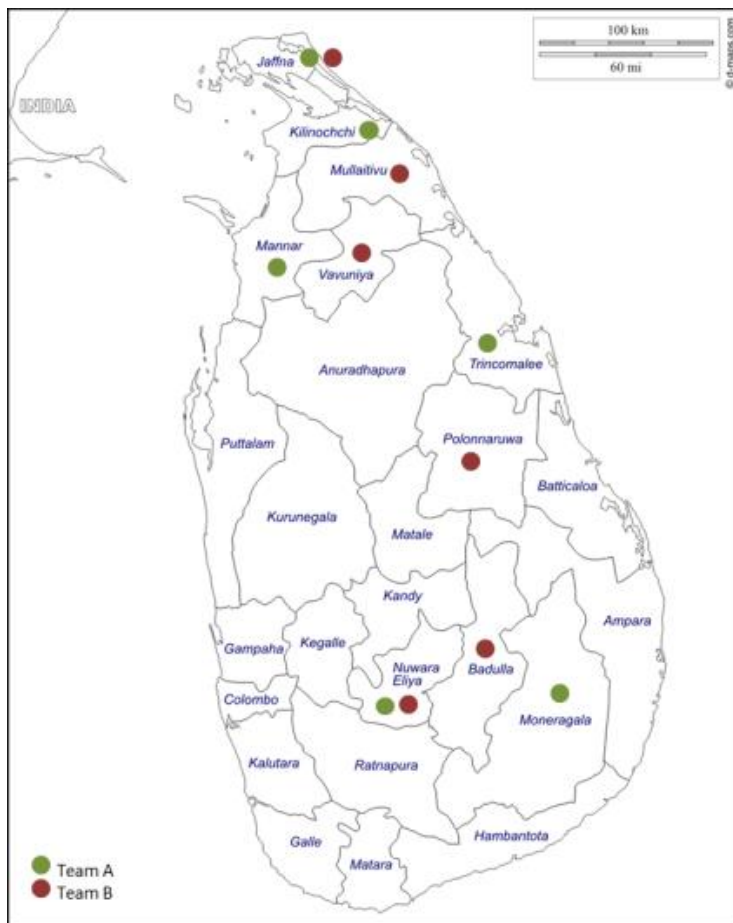 100 km
60 mi
© d-maps.com
INDIA
Jaffna
Kilinochchi
Mullaitivu
Mannar
Vavuniya
Trincomalee
Anuradhapura
Polonnaruwa
Puttalam
Batticaloa
Kurunegala
Matale
Kandy
Ampara
Kegalle
Gampaha
Nuwara
Eliya
Badulla
Colombo
Moneragala
Kalutara
Ratnapura
Hambantota
Galle
Matara
Team A
Team B